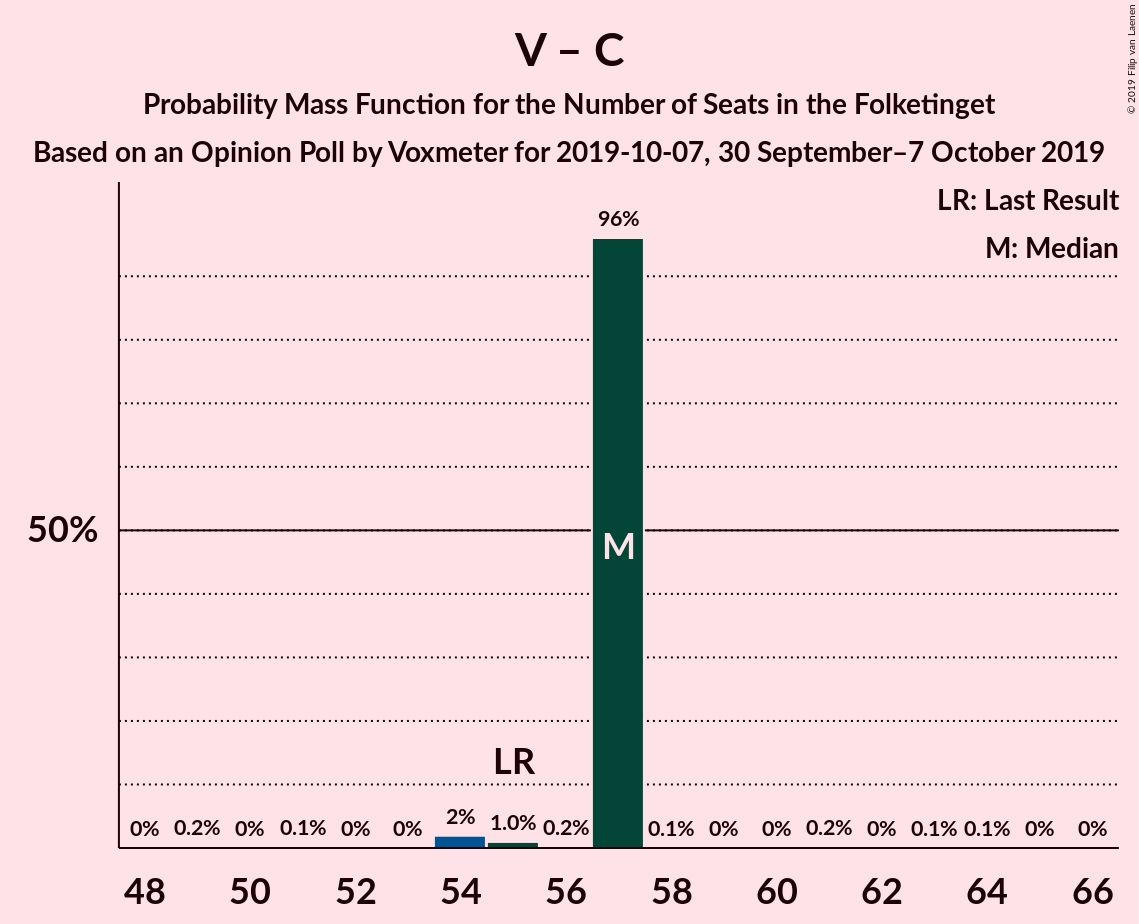 V – C
Probability Mass Function for the Number of Seats in the Folketinget
Based on an Opinion Poll by Voxmeter for 2019-10-07, 30 September–7 October 2019
© 2019 Filip van Laenen
LR: Last Result
M: Median
96%
50%
M
LR
0% 0.2% 0% 0.1% 0% 0% 2% 1.0% 0.2% 0.1% 0% 0% 0.2% 0% 0.1% 0.1% 0% 0%
48 50 52 54 56 58 60 62 64 66